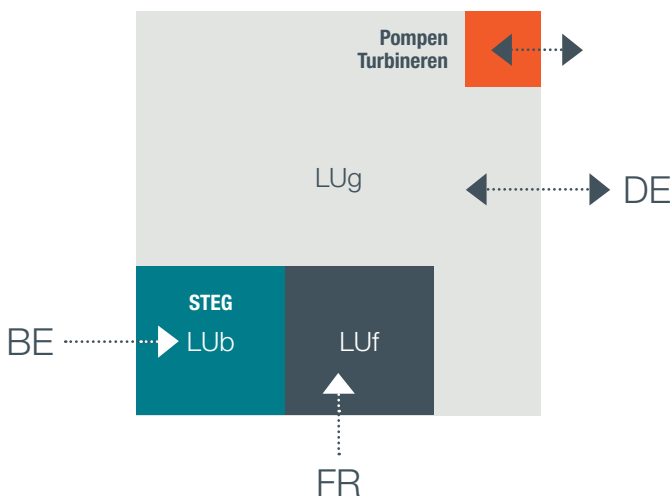 Pompen
Turbineren
LUg
DE
STEG
BE
LUb
LUf
FR